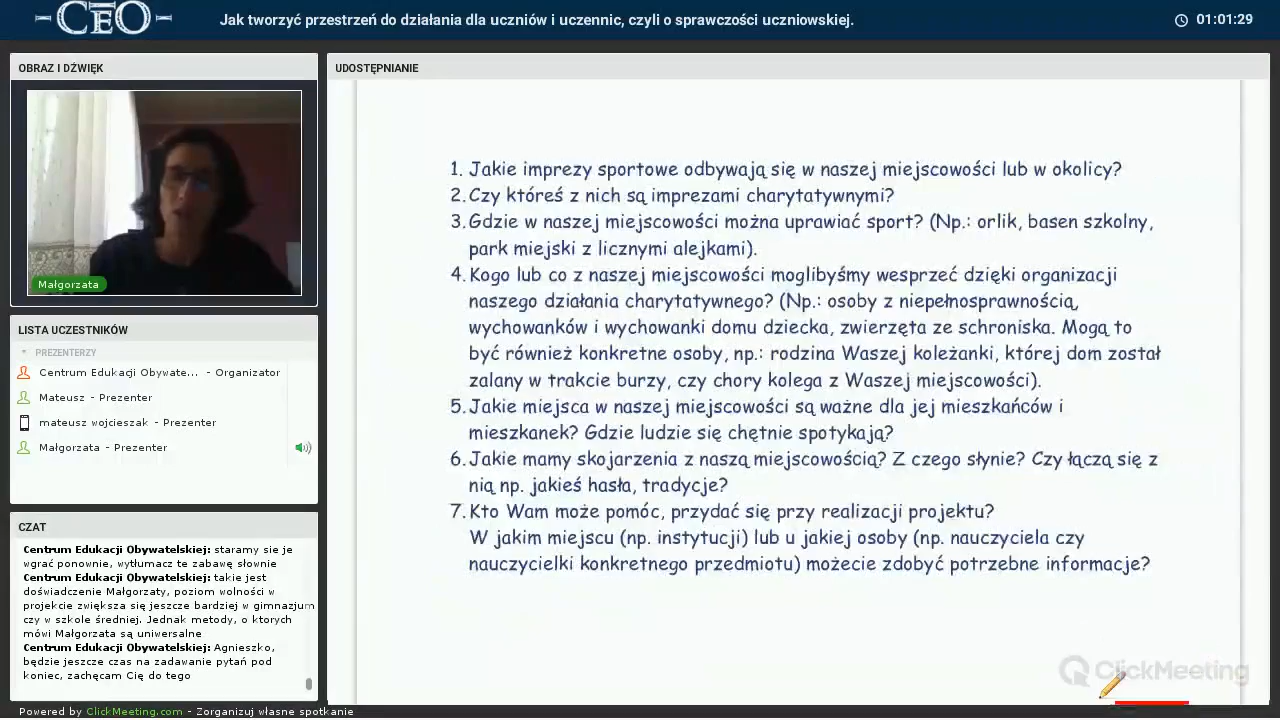 CEO
Jak tworzyć przestrzeń do działania dla uczniów i uczennic, czyli o sprawczości uczniowskiej.
01:01:29
OBRAZ I DŹWIĘK
Małgorzata
LISTA UCZESTNIKÓW
PREZENTERZY
Centrum Edukacji Obywate... - Organizator
Mateusz - Prezenter
mateusz wojcieszak - Prezenter
Małgorzata - Prezenter
CZAT
Centrum Edukacji Obywatelskiej: staramy sie je
wgrać ponownie, wytłumacz te zabawę słownie
Centrum Edukacji Obywatelskiej: takie jest
doświadczenie Małgorzaty, poziom wolności w
projekcie zwiększa się jeszcze bardziej w gimnazjum
czy w szkole średniej. Jednak metody, o ktorych
mówi Małgorzata są uniwersalne
Centrum Edukacji Obywatelskiej: Agnieszko,
będzie jeszcze czas na zadawanie pytań pod
koniec, zachęcam Cię do tego
UDOSTĘPNIANIE
1. Jakie imprezy sportowe odbywają się w naszej miejscowości lub w okolicy?
2. Czy któreś z nich są imprezami charytatywnymi?
3. Gdzie w naszej miejscowości można uprawiać sport? (Np.: orlik, basen szkolny,
park miejski z licznymi alejkami).
4. Kogo lub co z naszej miejscowości moglibyśmy wesprzeć dzięki organizacji
naszego działania charytatywnego? (Np.: osoby z niepełnosprawnością,
wychowanków i wychowanki domu dziecka, zwierzęta ze schroniska. Mogą to
być również konkretne osoby, np.: rodzina Waszej koleżanki, której dom został
zalany w trakcie burzy, czy chory kolega z Waszej miejscowości).
5. Jakie miejsca w naszej miejscowości są ważne dla jej mieszkańców i
mieszkanek? Gdzie ludzie się chętnie spotykają?
6. Jakie mamy skojarzenia z naszą miejscowością? Z czego słynie? Czy łączą się z
nią np. jakieś hasła, tradycje?
7. Kto Wam może pomóc, przydać się przy realizacji projektu?
W jakim miejscu (np. instytucji) lub u jakiej osoby (np. nauczyciela czy
nauczycielki konkretnego przedmiotu) możecie zdobyć potrzebne informacje?
ClickMeeting
Powered by ClickMeeting.com - Zorganizuj własne spotkanie